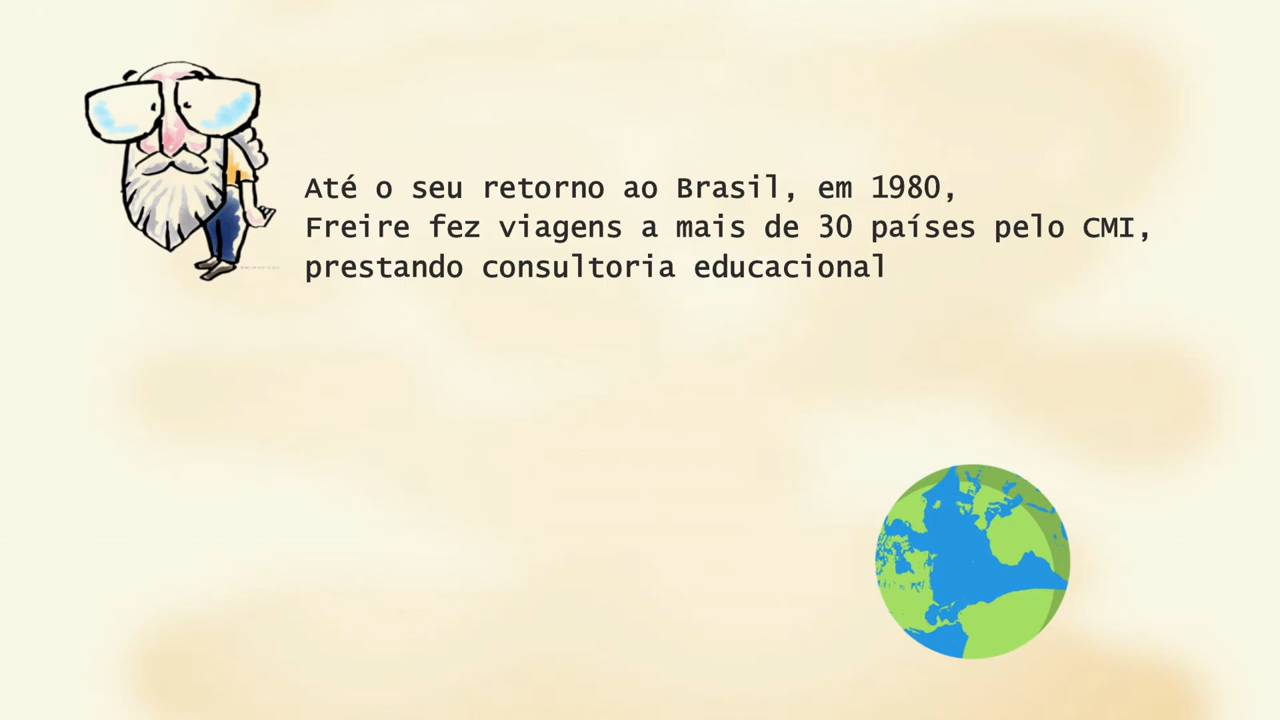 Até o seu retorno ao Brasil, em 1980,
Freire fez viagens a mais de 30 países pelo CMI,
prestando consultoria educacional